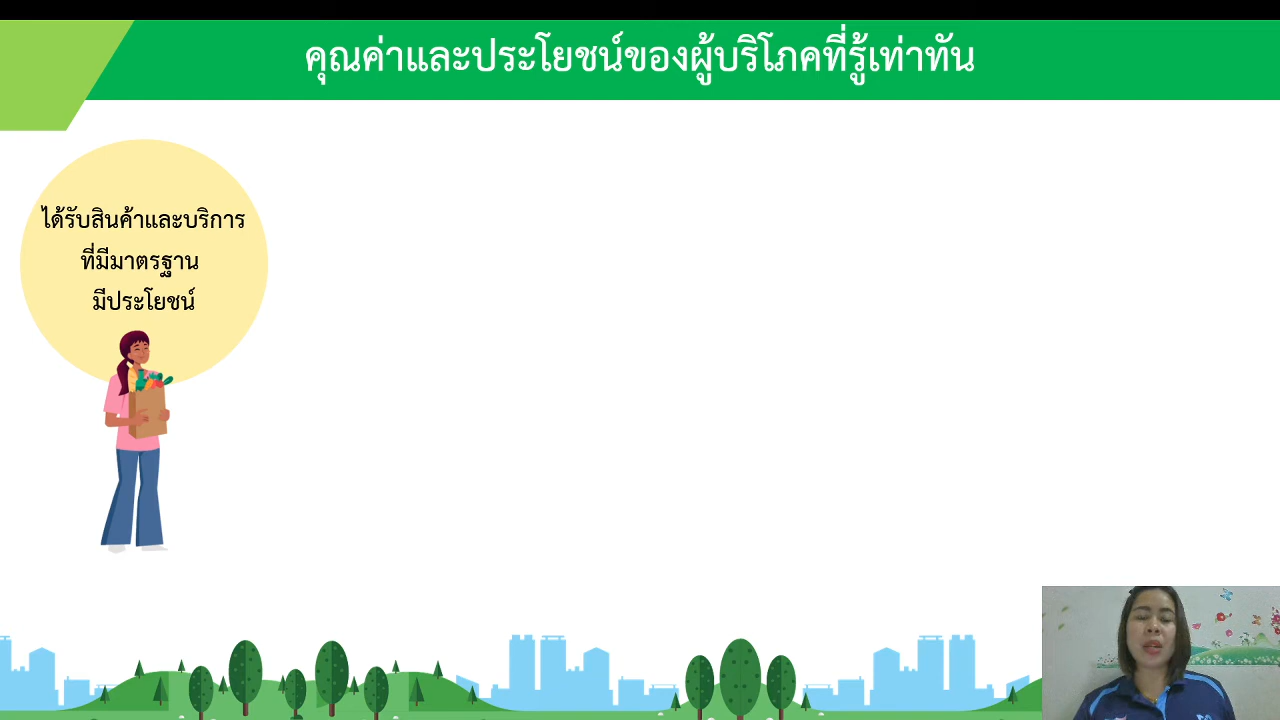 คุณค่าและประโยชน์ของผู้บริโภคที่รู้เท่าทัน
ได้รับสินค้าและบริการ
ที่มีมาตรฐาน
มีประโยชน์